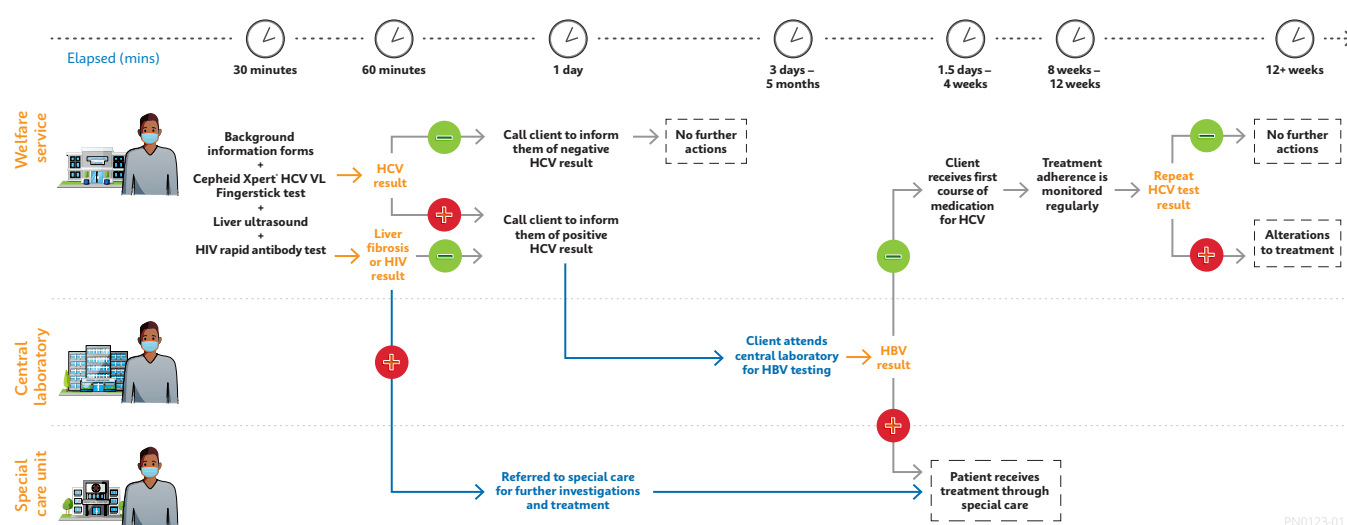 Elapsed (mins)
30 minutes
60 minutes
1 day
3 days –
5 months
1.5 days –
4 weeks
8 weeks –
12 weeks
12+ weeks
Welfare
service
Background
information forms
+
Cepheid Xpert® HCV VL
Fingerstick test
+
Liver ultrasound
+
HIV rapid antibody test
HCV
result
Liver
fibrosis
or HIV
result
−
+
−
Call client to inform
them of negative
HCV result
No further
actions
Call client to inform
them of positive
HCV result
−
Client
receives first
course of
medication
for HCV
Treatment
adherence is
monitored
regularly
Repeat
HCV test
result
−
+
No further
actions
Alterations
to treatment
Central
laboratory
+
Client attends
central laboratory
for HBV testing
HBV
result
+
Special
care unit
Referred to special care
for further investigations
and treatment
Patient receives
treatment through
special care
PN0123-01